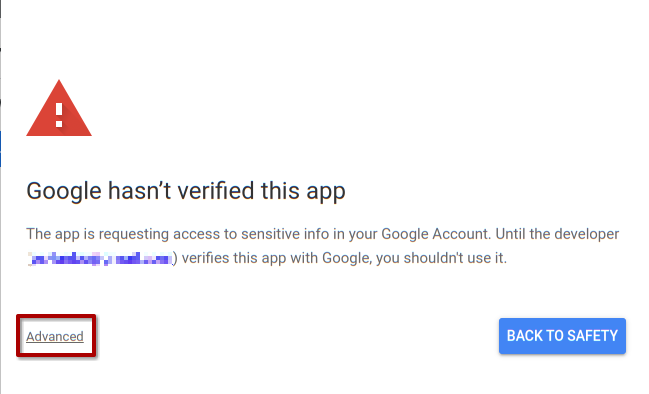 Google hasn’t verified this app
The app is requesting access to sensitive info in your Google Account. Until the developer
) verifies this app with Google, you shouldn't use it.
Advanced
BACK TO SAFETY